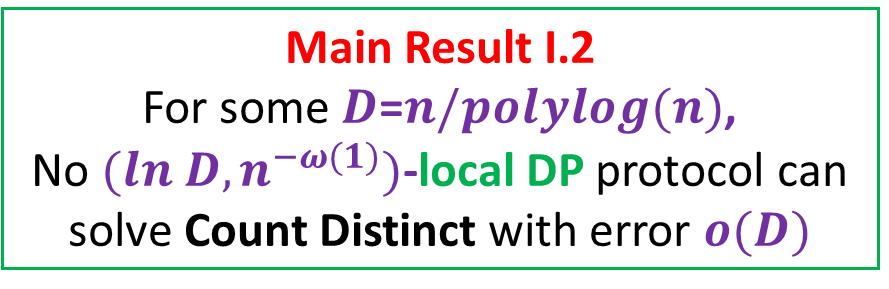 Main Result I.2
For some D=n/polylog(n),
No (ln D, n^{-ω(1)})-local DP protocol can
solve Count Distinct with error o(D)